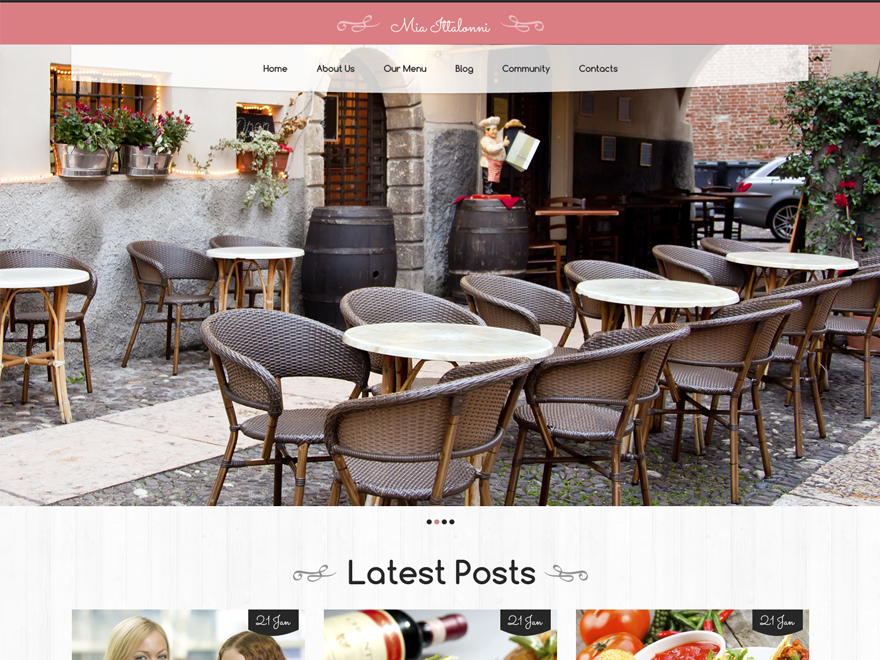 Mia Ittalonni
Home About Us Our Menu Blog Community Contacts
Latest Posts
21 Jan 21 Jan 21 Jan